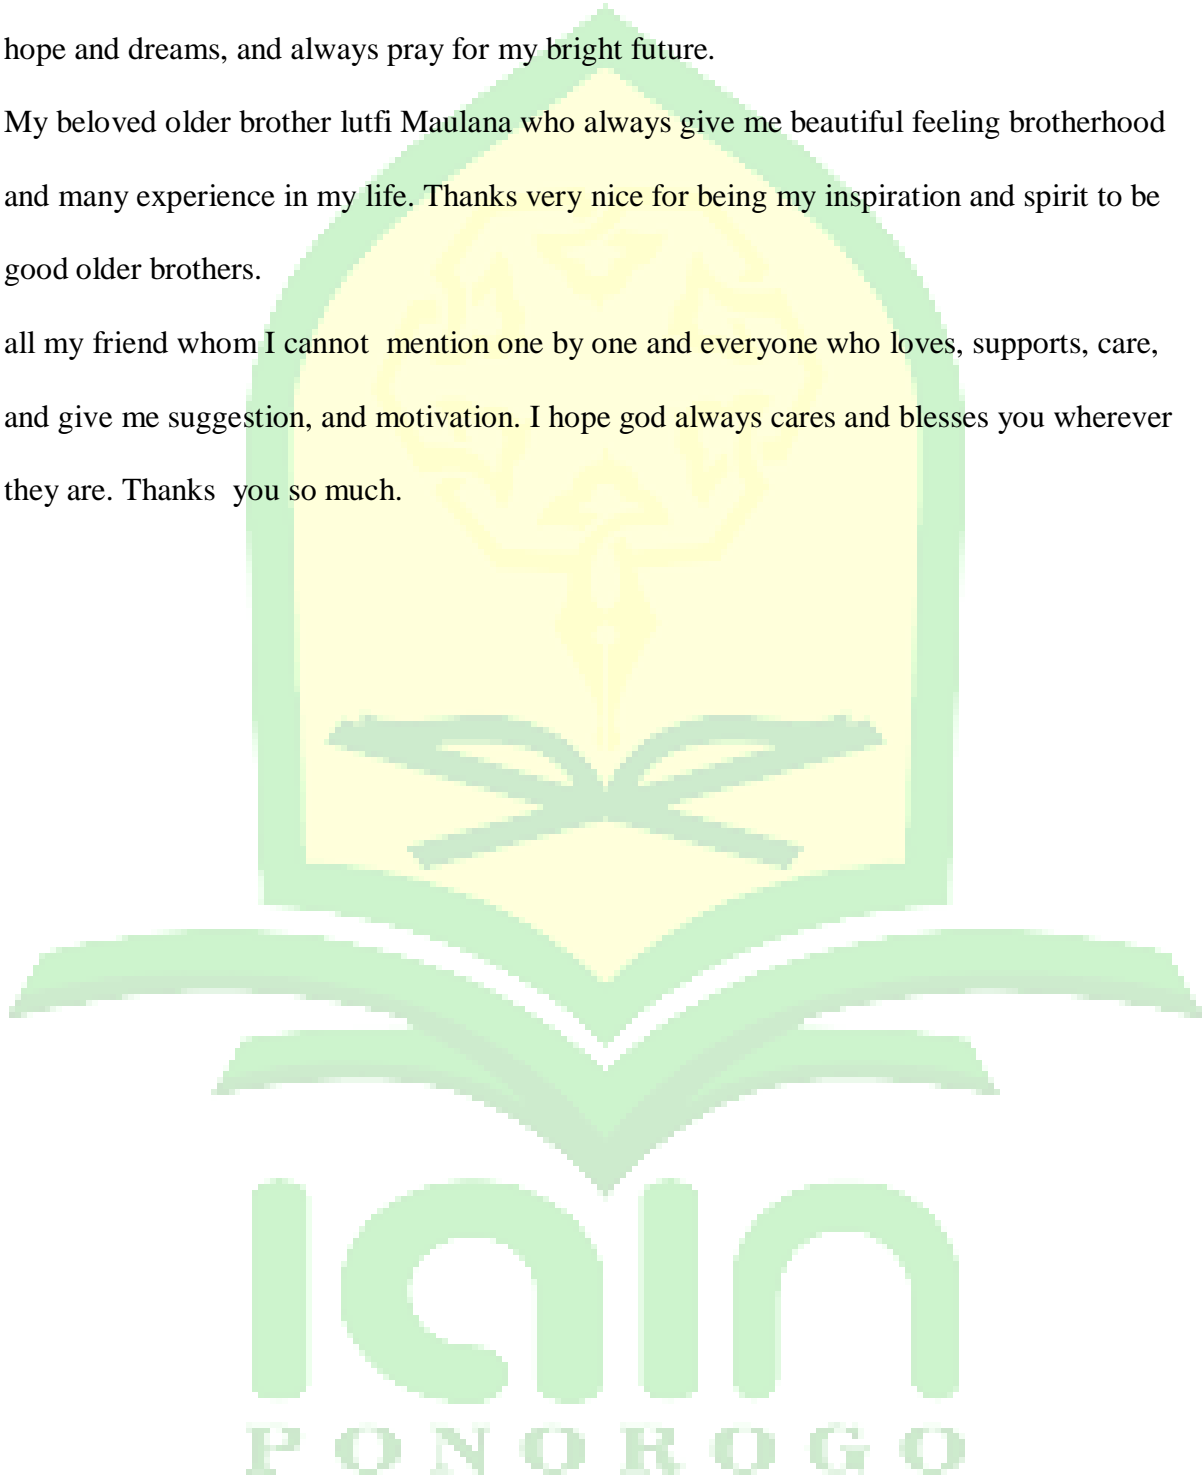 hope and dreams, and always pray for my bright future.
My beloved older brother lutfi Maulana who always give me beautiful feeling brotherhood
and many experience in my life. Thanks very nice for being my inspiration and spirit to be
good older brothers.
all my friend whom I cannot  mention one by one and everyone who loves, supports, care,
and give me suggestion, and motivation. I hope god always cares and blesses you wherever
they are. Thanks  you so much.
iain
PONOROGO